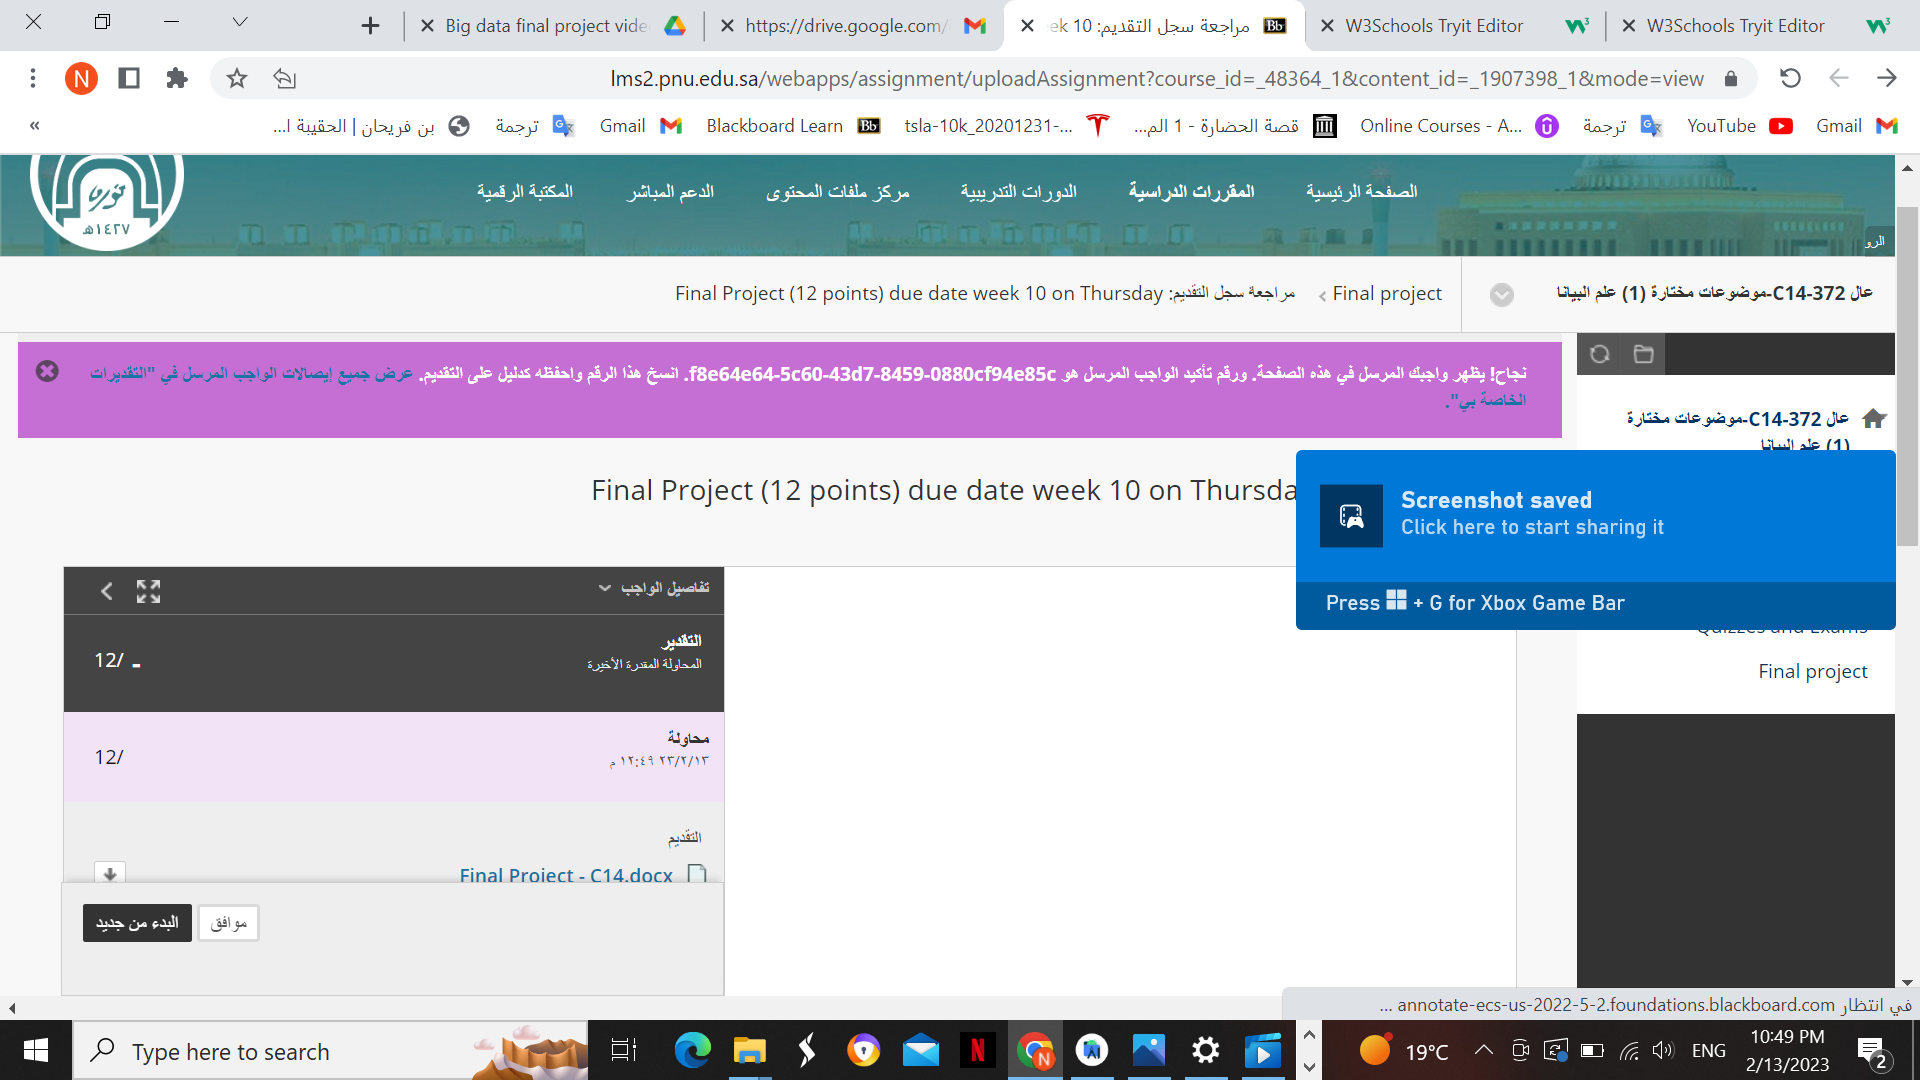 Big data final project vide
https://drive.google.com/
مراجعة سجل التقديم: ek 10
W3Schools Tryit Editor
W3Schools Tryit Editor
N
lms2.pnu.edu.sa/webapps/assignment/uploadAssignment?course_id=_48364_1&content_id=_1907398_1&mode=view
«
بن فريحان | الحقيبة ا...
ترجمة
Gmail
Blackboard Learn
Bb
tsla-10k_20201231-...
قصة الحضارة - 1 الم...
Online Courses - A...
ترجمة
YouTube
Gmail
الصفحة الرئيسية
المقررات الدراسية
الدورات التدريبية
مركز ملفات المحتوى
الدعم المباشر
المكتبة الرقمية
١٤٢٧هـ
الرو
عال C14-372-موضوعات مختارة (1) علم البيانا
Final project
مراجعة سجل التقديم: Final Project (12 points) due date week 10 on Thursday
نجاح! يظهر واجبك المرسل في هذه الصفحة. ورقم تأكيد الواجب المرسل هو f8e64e64-5c60-43d7-8459-0880cf94e85c. انسخ هذا الرقم واحفظه كدليل على التقديم. عرض جميع إيصالات الواجب المرسل في "التقديرات
الخاصة بي".
عال C14-372-موضوعات مختارة
(1) علم البيانا
Final Project (12 points) due date week 10 on Thursda
Screenshot saved
Click here to start sharing it
Press + G for Xbox Game Bar
Quizzes and Exams
Final project
تفاصيل الواجب
التقدير
المحاولة المقدرة الأخيرة
12/ -
محاولة
٢٣/٢/١٣ ١٢:٤٩ م
12/
التقديم
Final Project - C14.docx
موافق
البدء من جديد
في انتظار annotate-ecs-us-2022-5-2.foundations.blackboard.com ...
Type here to search
N
19°C
ENG
10:49 PM
2/13/2023
2